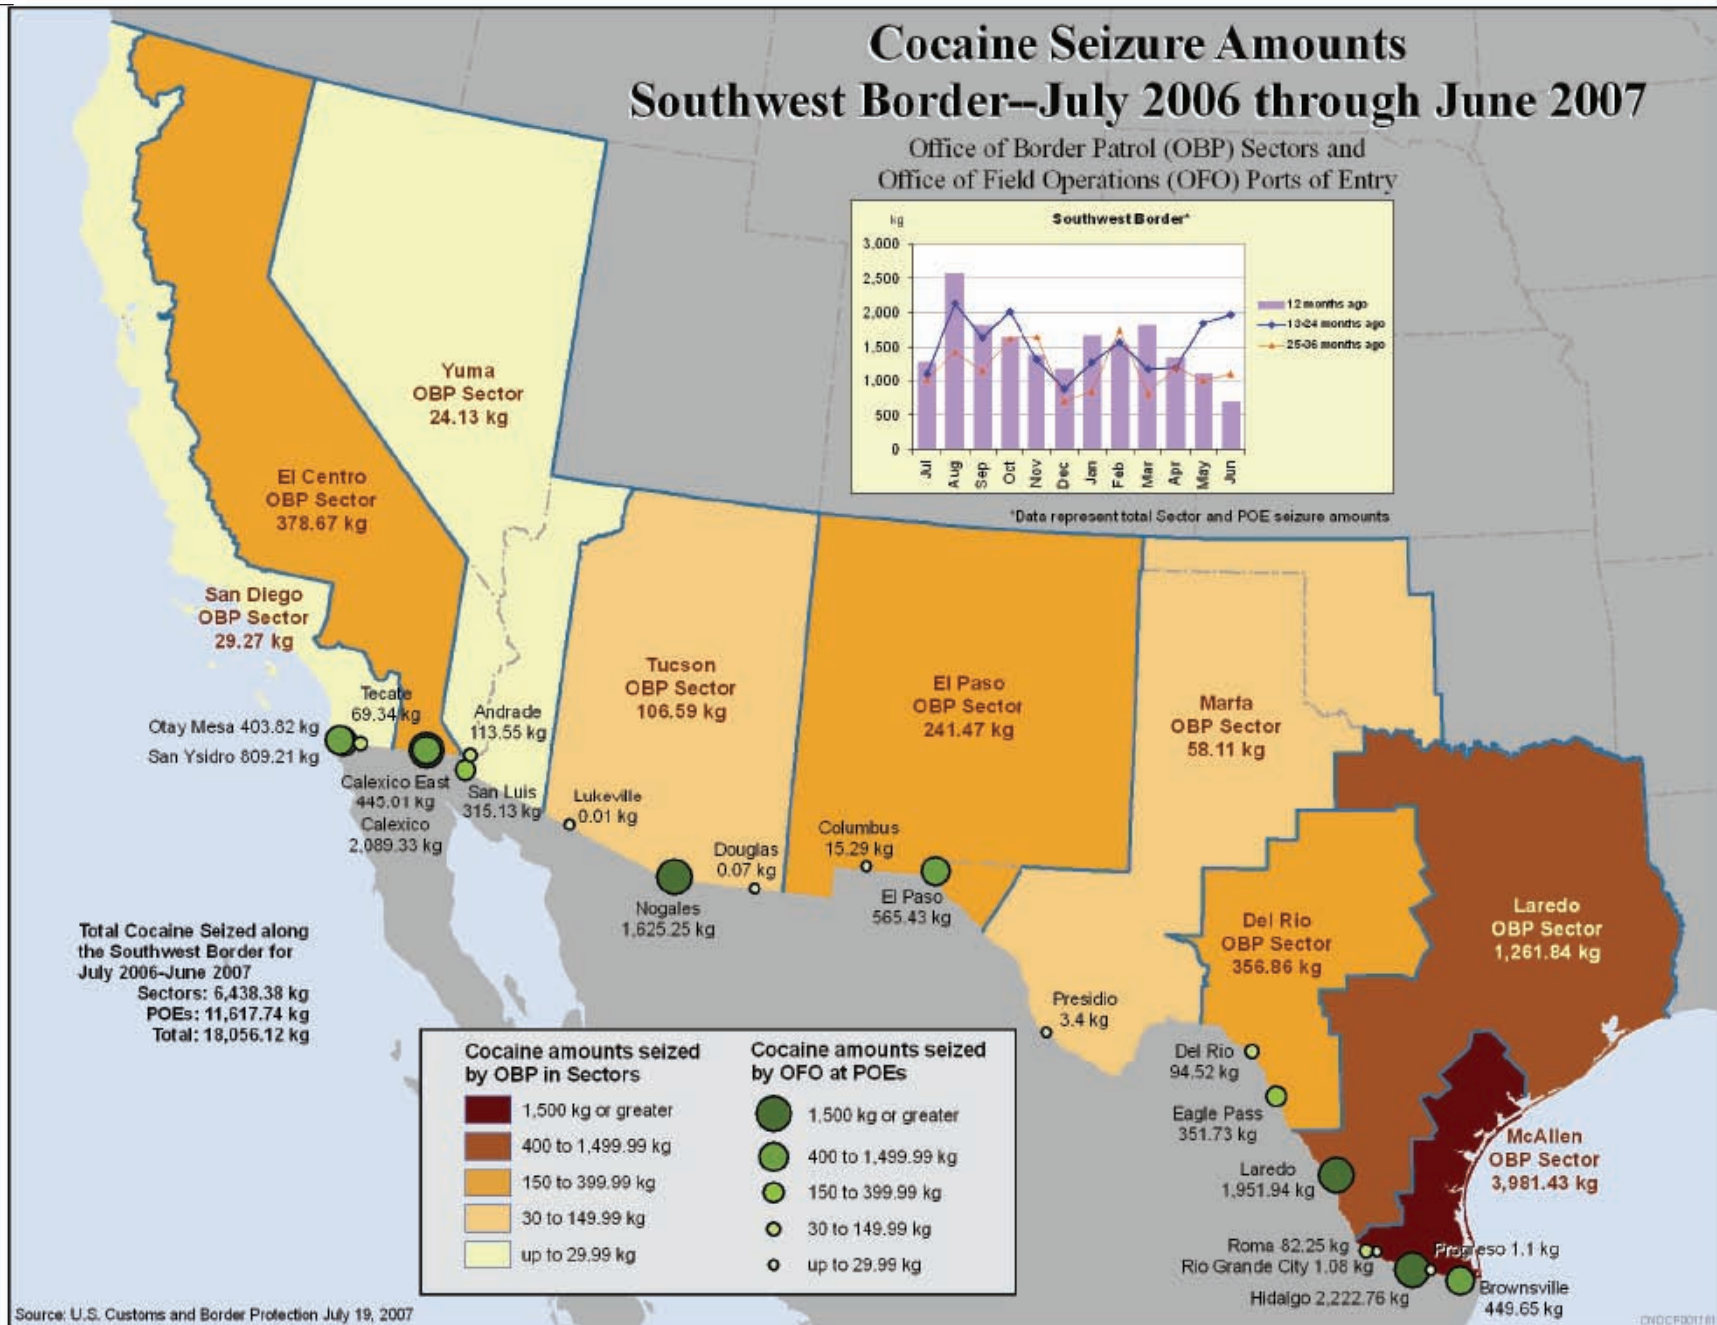 Cocaine Seizure Amounts
Southwest Border--July 2006 through June 2007
Office of Border Patrol (OBP) Sectors and
Office of Field Operations (OFO) Ports of Entry
kg
Southwest Border*
3,000
2,500
2,000
1,500
1,000
500
0
Jul
Aug
Sep
Oct
Nov
Dec
Jan
Feb
Mar
Apr
May
Jun
12 months ago
13-24 months ago
25-36 months ago
*Data represent total Sector and POE seizure amounts
Yuma
OBP Sector
24.13 kg
El Centro
OBP Sector
378.67 kg
San Diego
OBP Sector
29.27 kg
Tucson
OBP Sector
106.59 kg
El Paso
OBP Sector
241.47 kg
Marfa
OBP Sector
58.11 kg
Del Rio
OBP Sector
356.86 kg
Laredo
OBP Sector
1,261.84 kg
McAllen
OBP Sector
3,981.43 kg
Tecate
69.34 kg
Otay Mesa 403.82 kg
San Ysidro 809.21 kg
Andrade
113.55 kg
Calexico East
445.01 kg
Calexico
2,089.33 kg
San Luis
315.13 kg
Lukeville
0.01 kg
Nogales
1,625.25 kg
Douglas
0.07 kg
Columbus
15.29 kg
El Paso
565.43 kg
Presidio
3.4 kg
Del Rio
94.52 kg
Eagle Pass
351.73 kg
Laredo
1,951.94 kg
Roma 82.25 kg
Rio Grande City 1.08 kg
Hidalgo 2,222.76 kg
Progreso 1.1 kg
Brownsville
449.65 kg
Total Cocaine Seized along
the Southwest Border for
July 2006-June 2007
Sectors: 6,438.38 kg
POEs: 11,617.74 kg
Total: 18,056.12 kg
Cocaine amounts seized
by OBP in Sectors
1,500 kg or greater
400 to 1,499.99 kg
150 to 399.99 kg
30 to 149.99 kg
up to 29.99 kg
Cocaine amounts seized
by OFO at POEs
1,500 kg or greater
400 to 1,499.99 kg
150 to 399.99 kg
30 to 149.99 kg
up to 29.99 kg
Source: U.S. Customs and Border Protection July 19, 2007